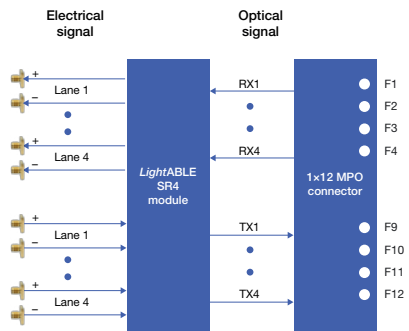 Electrical
signal
Optical
signal
+
Lane 1
−
+
Lane 4
−
RX1
RX4
LightABLE
SR4
module
1×12 MPO
connector
F1
F2
F3
F4
+
Lane 1
−
+
Lane 4
−
TX1
TX4
F9
F10
F11
F12